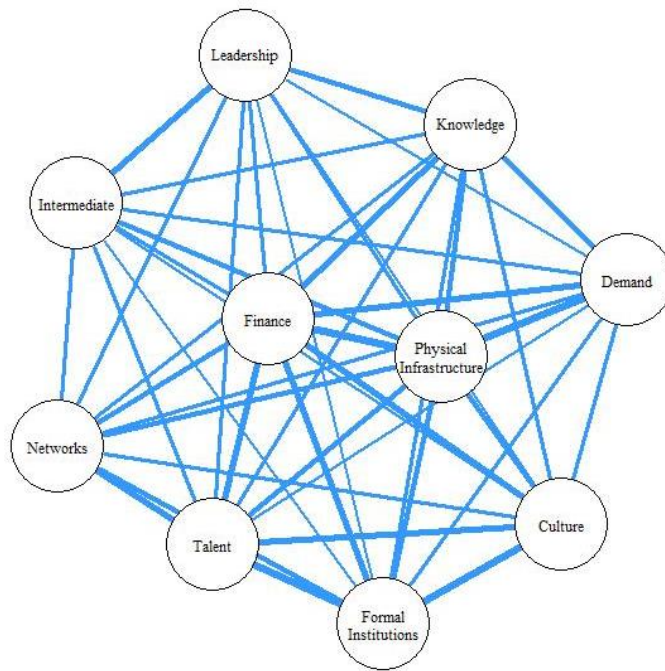 Leadership
Knowledge
Intermediate
Demand
Finance
Physical
Infrastructure
Networks
Culture
Talent
Formal
Institutions